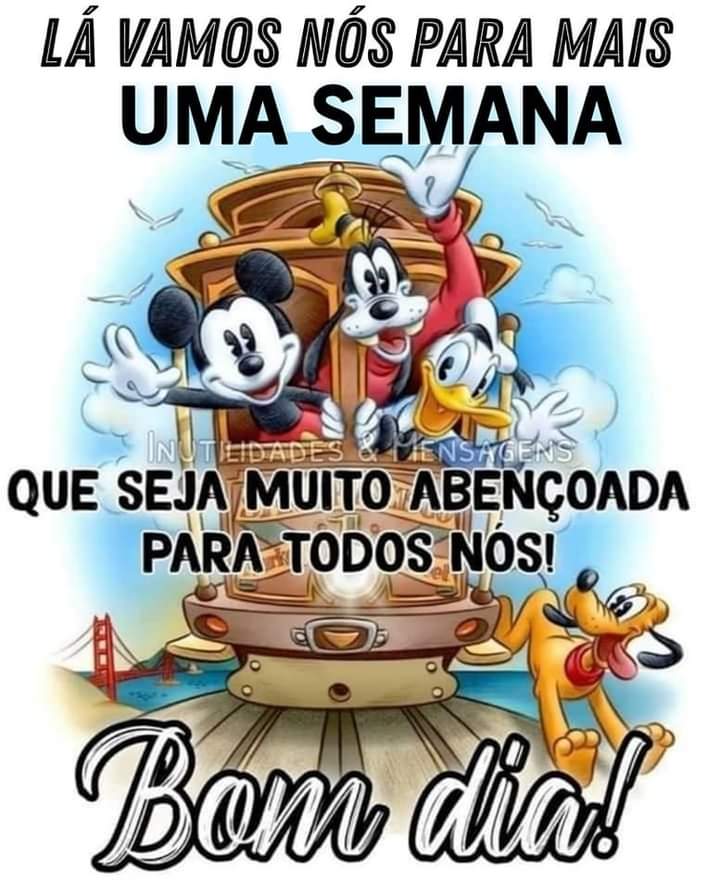 LÁ VAMOS NÓS PARA MAIS
UMA SEMANA
INUTILIDADES & MENSAGENS
QUE SEJA MUITO ABENÇOADA
PARA TODOS NÓS!
Bom dia!